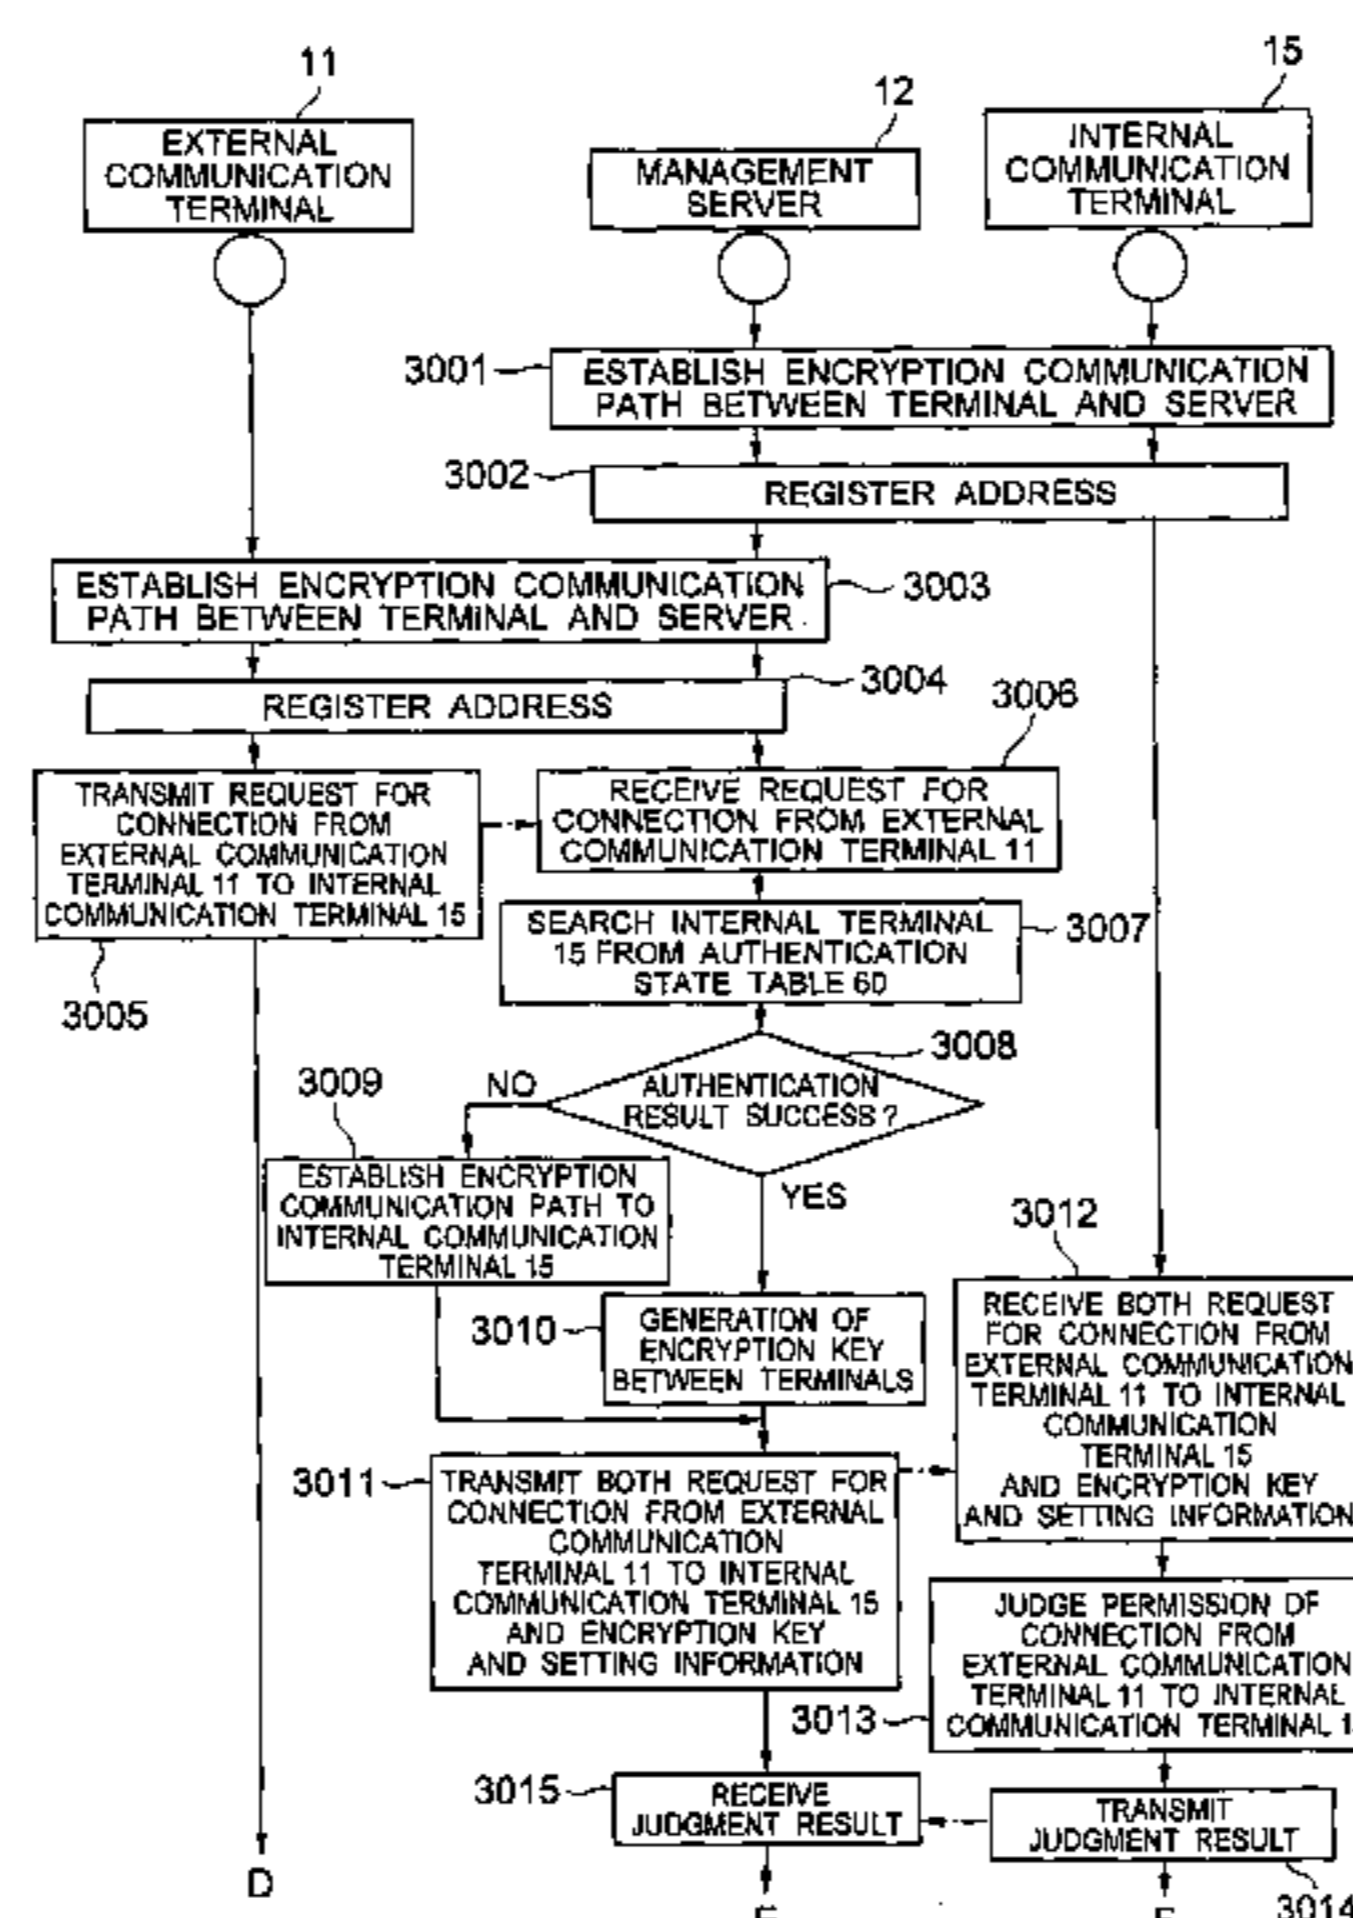 11
EXTERNAL
COMMUNICATION
TERMINAL
12
MANAGEMENT
SERVER
15
INTERNAL
COMMUNICATION
TERMINAL
3001
ESTABLISH ENCRYPTION COMMUNICATION
PATH BETWEEN TERMINAL AND SERVER
3002
REGISTER ADDRESS
ESTABLISH ENCRYPTION COMMUNICATION
PATH BETWEEN TERMINAL AND SERVER
3003
REGISTER ADDRESS
3004
TRANSMIT REQUEST FOR
CONNECTION FROM
EXTERNAL COMMUNICATION
TERMINAL 11 TO INTERNAL
COMMUNICATION TERMINAL 15
3005
3006
RECEIVE REQUEST FOR
CONNECTION FROM EXTERNAL
COMMUNICATION TERMINAL 11
SEARCH INTERNAL TERMINAL
15 FROM AUTHENTICATION
STATE TABLE 60
3007
3008
AUTHENTICATION
RESULT SUCCESS ?
NO
YES
3009
ESTABLISH ENCRYPTION
COMMUNICATION PATH TO
INTERNAL COMMUNICATION
TERMINAL 15
3010
GENERATION OF
ENCRYPTION KEY
BETWEEN TERMINALS
3011
TRANSMIT BOTH REQUEST FOR
CONNECTION FROM EXTERNAL
COMMUNICATION
TERMINAL 11 TO INTERNAL
COMMUNICATION TERMINAL 15
AND ENCRYPTION KEY
AND SETTING INFORMATION
3012
RECEIVE BOTH REQUEST
FOR CONNECTION FROM
EXTERNAL COMMUNICATION
TERMINAL 11 TO INTERNAL
COMMUNICATION
TERMINAL 15
AND ENCRYPTION KEY
AND SETTING INFORMATION
3013
JUDGE PERMISSION OF
CONNECTION FROM
EXTERNAL COMMUNICATION
TERMINAL 11 TO INTERNAL
COMMUNICATION TERMINAL 1
3015
RECEIVE
JUDGMENT RESULT
TRANSMIT
JUDGMENT RESULT
3014
D